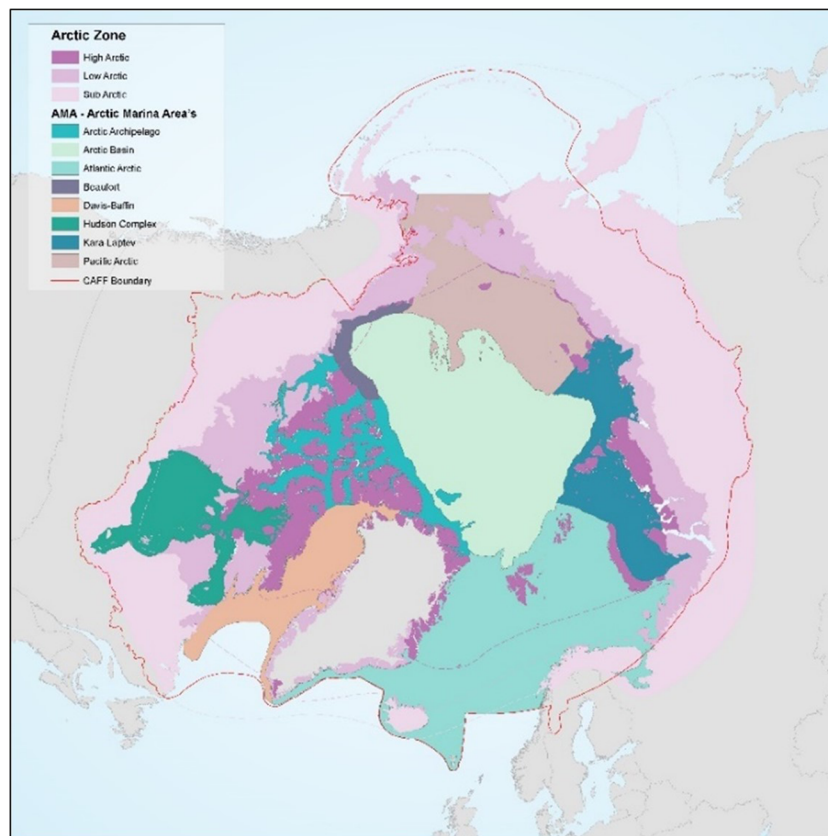 Arctic Zone
High Arctic
Low Arctic
Sub Arctic
AMA - Arctic Marina Area's
Arctic Archipelago
Arctic Basin
Atlantic Arctic
Beaufort
Davis-Baffin
Hudson Complex
Kara Laptev
Pacific Arctic
CAFF Boundary